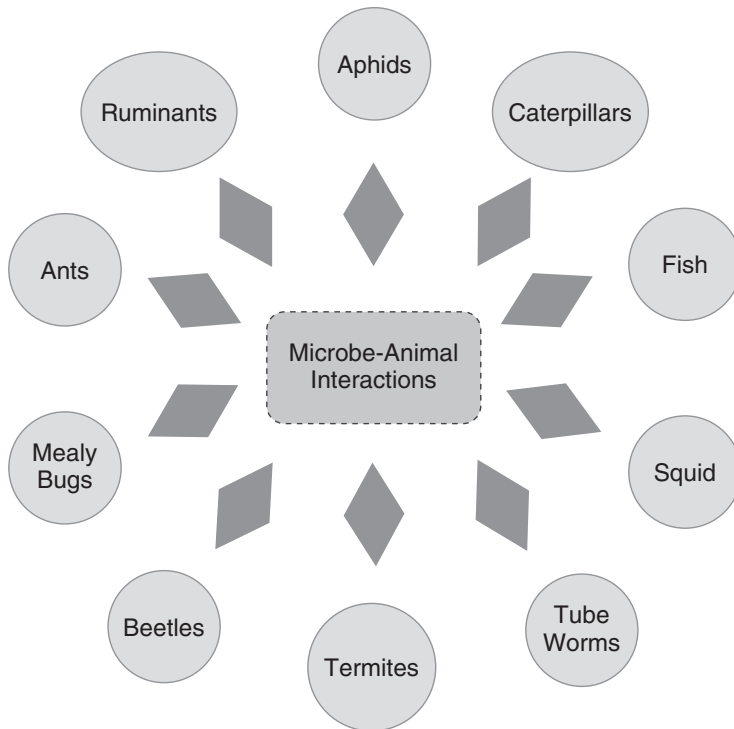 Aphids
Ruminants
Caterpillars
Ants
Fish
Microbe-Animal
Interactions
Mealy
Bugs
Squid
Beetles
Tube
Worms
Termites